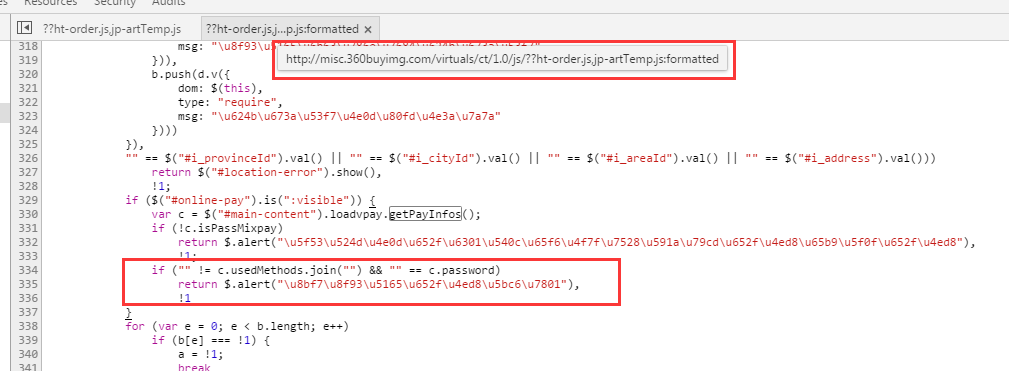 Resources Security Audits
??ht-order.js,jp-artTemp.js ??ht-order.js,j...p.js:formatted ×
318 msg: "\u8f93\
http://misc.360buyimg.com/virtuals/ct/1.0/js/??ht-order.js,jp-artTemp.js:formatted
319 })),
320 b.push(d.v({
321 dom: $(this),
322 type: "require",
323 msg: "\u624b\u673a\u53f7\u4e0d\u80fd\u4e3a\u7a7a"
324 })))
325 }),
326 "" == $("#i_provinceId").val() || "" == $("#i_cityId").val() || "" == $("#i_areaId").val() || "" == $("#i_address").val()))
327 return $("#location-error").show(),
328 !1;
329 if ($("#online-pay").is(":visible")) {
330 var c = $("#main-content").loadvpay.getPayInfos();
331 if (!c.isPassMixpay)
332 return $.alert("\u5f53\u524d\u4e0d\u652f\u6301\u540c\u65f6\u4f7f\u7528\u591a\u79cd\u652f\u4ed8\u65b9\u5f0f\u652f\u4ed8"),
333 !1;
334 if ("" != c.usedMethods.join("") && "" == c.password)
335 return $.alert("\u8bf7\u8f93\u5165\u652f\u4ed8\u5bc6\u7801"),
336 !1
337 }
338 for (var e = 0; e < b.length; e++)
339 if (b[e] === !1) {
340 a = !1;
341 break